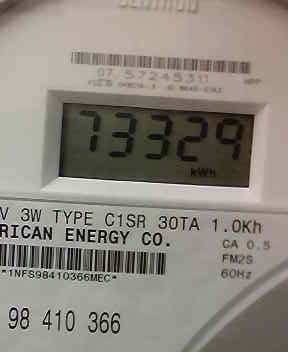 CENTRON
07 57245311
73329
kWh
V 3W TYPE C1SR 30TA 1.0Kh
RICAN ENERGY CO.
CA 0.5
FM2S
60Hz
*1NFS98410366MEC*
98 410 366